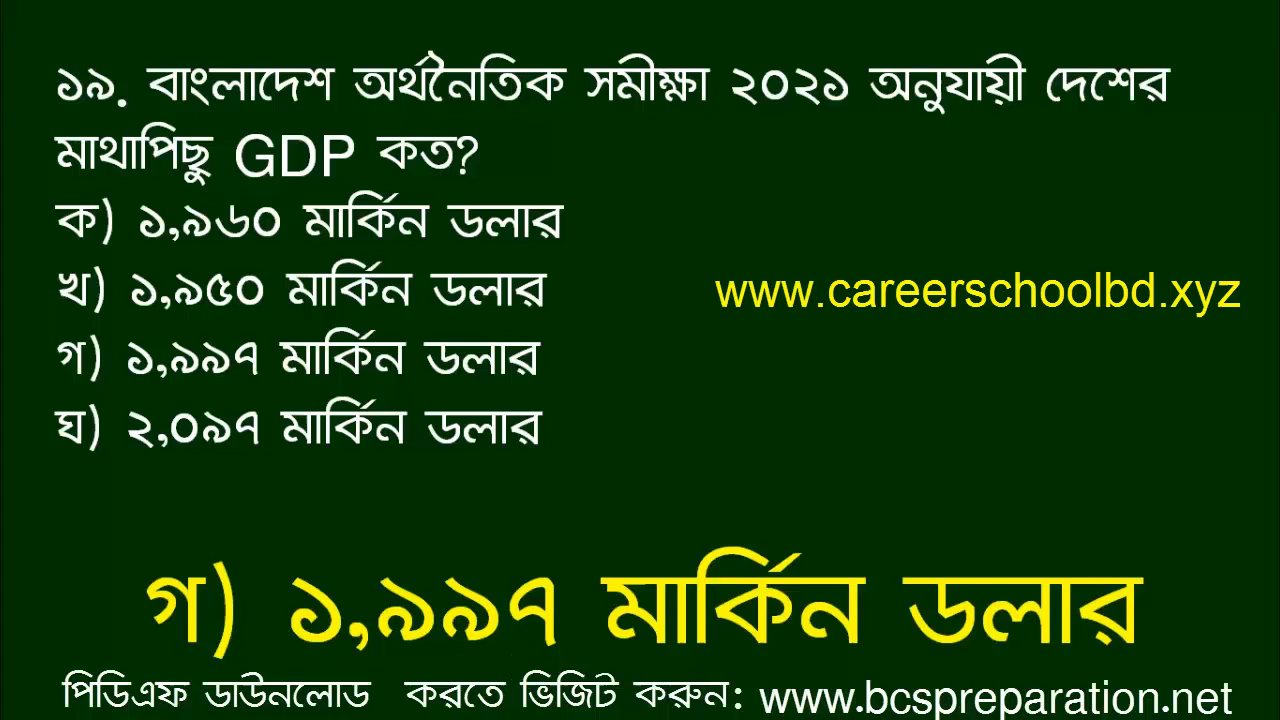 ১৯. বাংলাদেশ অর্থনৈতিক সমীক্ষা ২০২১ অনুযায়ী দেশের
মাথাপিছু GDP কত?
ক) ১,৯৬০ মার্কিন ডলার
খ) ১,৯৫০ মার্কিন ডলার
www.careerschoolbd.xyz
গ) ১,৯৯৭ মার্কিন ডলার
ঘ) ২,০৯৭ মার্কিন ডলার
গ) ১,৯৯৭ মার্কিন ডলার
পিডিএফ ডাউনলোড করতে ভিজিট করুন: www.bcspreparation.net